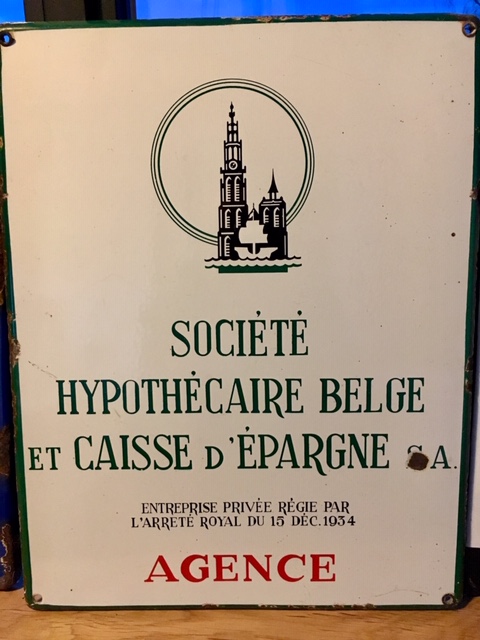 SOCIÉTÉ
HYPOTHÉCAIRE BELGE
ET CAISSE D'ÉPARGNE S.A.
ENTREPRISE PRIVÉE RÉGIE PAR
L'ARRETÉ ROYAL DU 15 DÉC. 1934
AGENCE